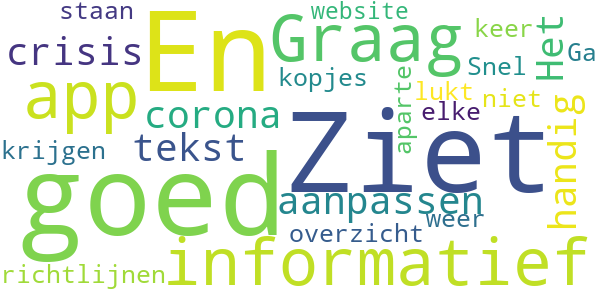 staan
website
En
Graag
keer
Het
crisis
kopjes
Snel
Ga
app
corona
aparte
lukt
niet
elke
handig
krijgen
tekst
Ziet
goed
aanpassen
weer
overzicht
informatief
richtlijnen